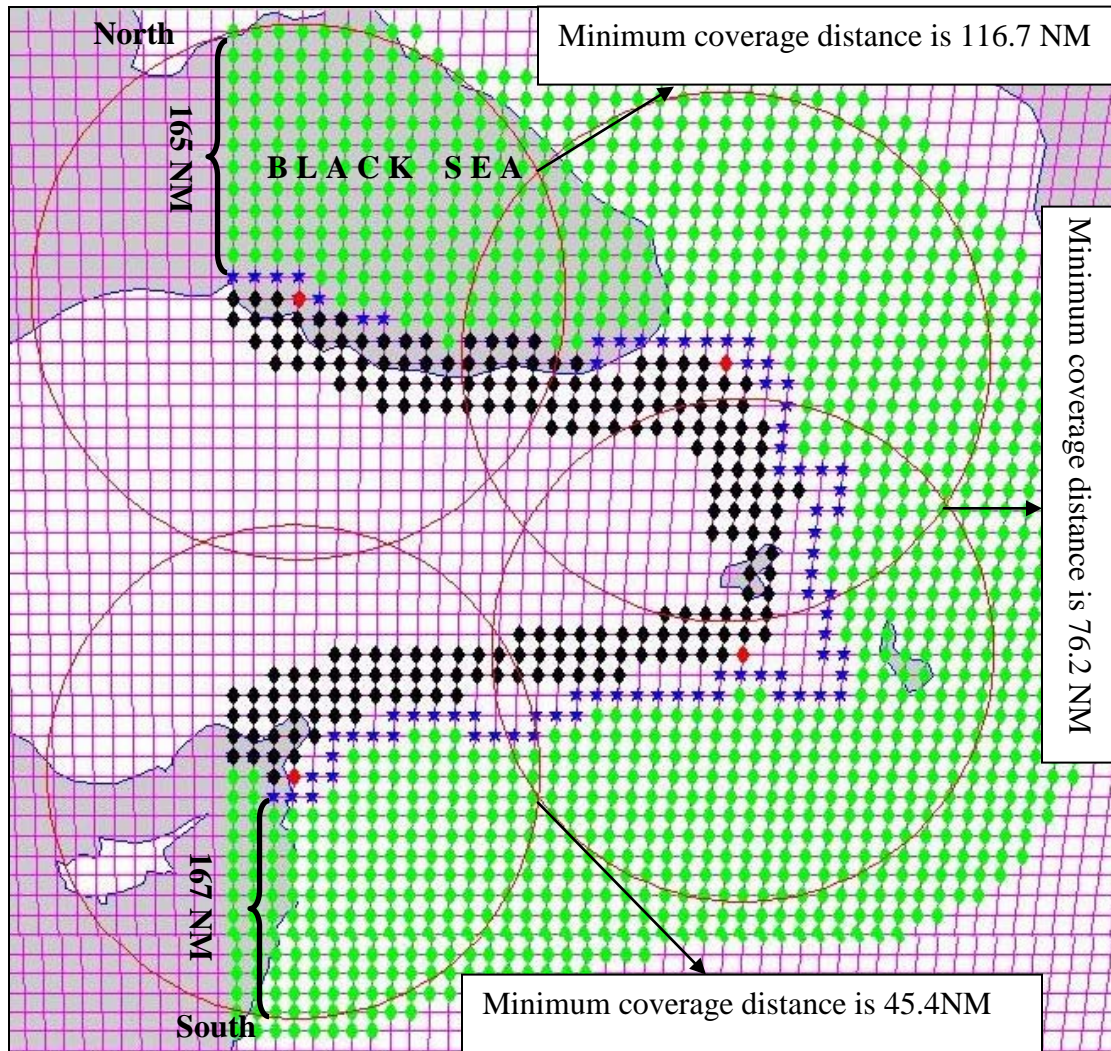 North
Minimum coverage distance is 116.7 NM
165 NM
BLACK SEA
Minimum coverage distance is 76.2 NM
167 NM
Minimum coverage distance is 45.4NM
South